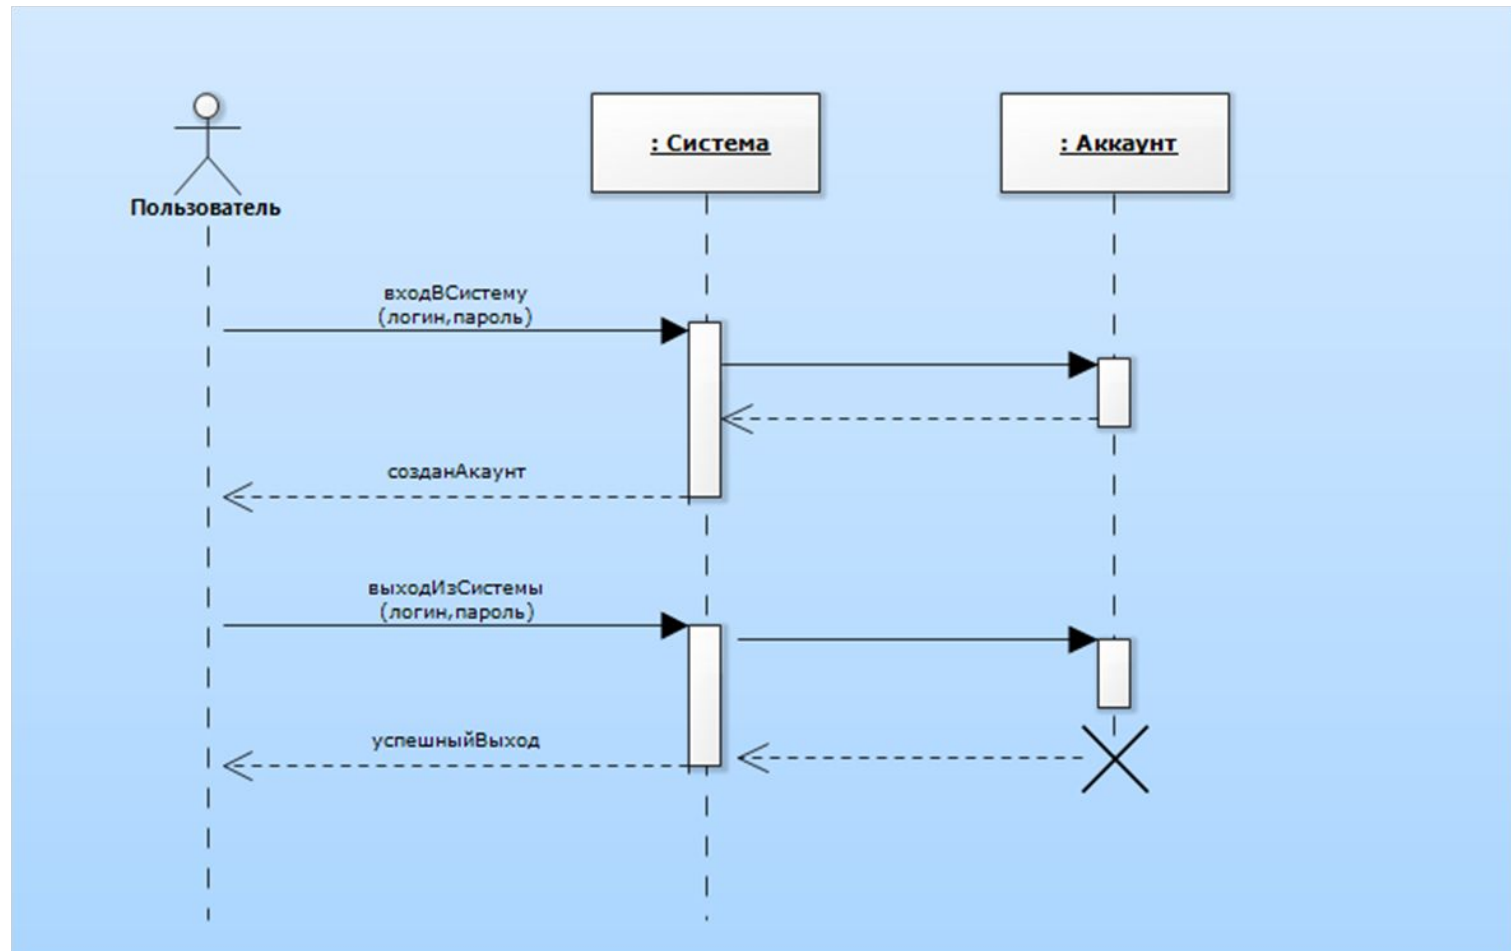 Пользователь
: Система
: Аккаунт
входВСистему
(логин,пароль)
созданАкаунт
выходИзСистемы
(логин,пароль)
успешныйВыход